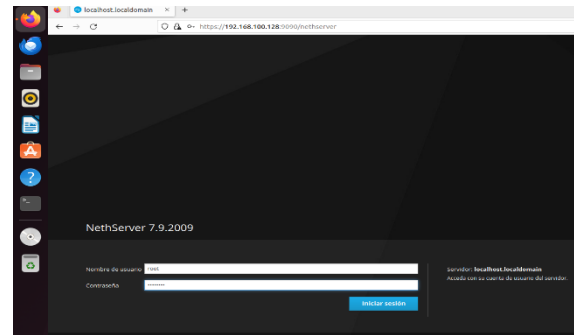 localhost.localdomain
https://192.168.100.128:9090/nethserver
NethServer 7.9.2009
Nombre de usuario root
Contraseña ••••••••
Iniciar sesión
Servidor: localhost.localdomain
Acceda con su cuenta de usuario del servidor.